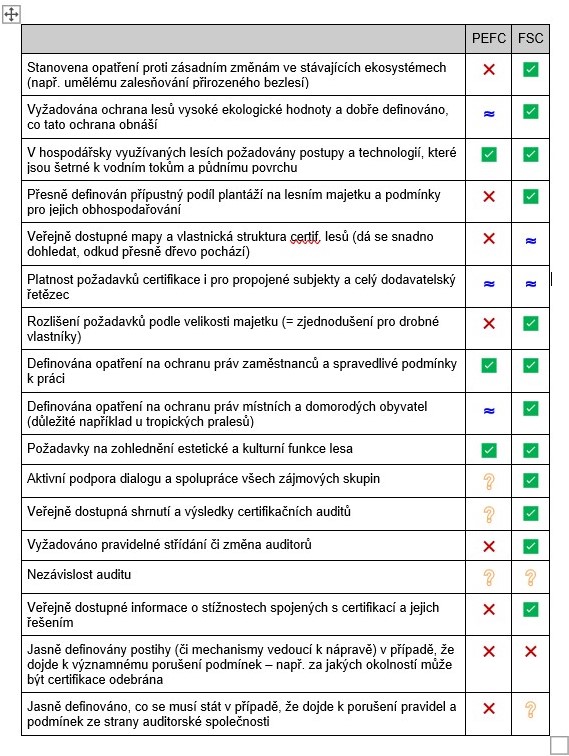 PEFC FSC
Stanovena opatření proti zásadním změnám ve stávajících ekosystémech
(např. umělému zalesňování přirozeného bezlesí)
Vyžadována ochrana lesů vysoké ekologické hodnoty a dobře definováno,
co tato ochrana obnáší
V hospodářsky využívaných lesích požadovány postupy a technologií, které
jsou šetrné k vodním tokům a půdnímu povrchu
Přesně definován přípustný podíl plantáží na lesním majetku a podmínky
pro jejich obhospodařování
Veřejně dostupné mapy a vlastnická struktura certif. lesů (dá se snadno
dohledat, odkud přesně dřevo pochází)
Platnost požadavků certifikace i pro propojené subjekty a celý dodavatelský
řetězec
Rozlišení požadavků podle velikosti majetku (= zjednodušení pro drobné
vlastníky)
Definována opatření na ochranu práv zaměstnanců a spravedlivé podmínky
k práci
Definována opatření na ochranu práv místních a domorodých obyvatel
(důležité například u tropických pralesů)
Požadavky na zohlednění estetické a kulturní funkce lesa
Aktivní podpora dialogu a spolupráce všech zájmových skupin
Veřejně dostupná shrnutí a výsledky certifikačních auditů
Vyžadováno pravidelné střídání či změna auditorů
Nezávislost auditu
Veřejně dostupné informace o stížnostech spojených s certifikací a jejich
řešením
Jasně definovány postihy (či mechanismy vedoucí k nápravě) v případě, že
dojde k významnému porušení podmínek – např. za jakých okolností může
být certifikace odebrána
Jasně definováno, co se musí stát v případě, že dojde k porušení pravidel a
podmínek ze strany auditorské společnosti